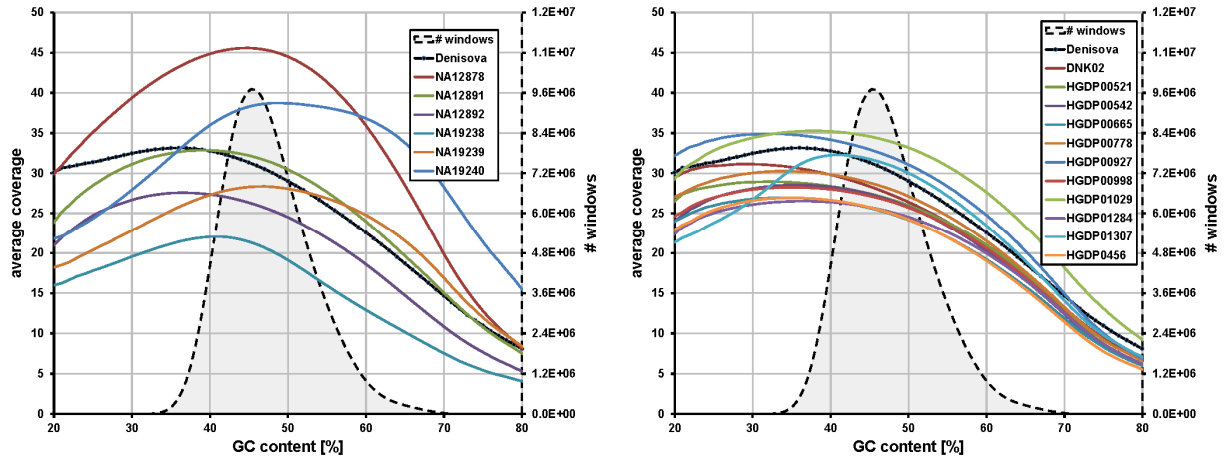 50
45
40
35
30
25
20
15
10
5
0
average coverage
20
30
40
50
60
70
80
GC content [%]
1.2E+07
1.1E+07
9.6E+06
8.4E+06
7.2E+06
6.0E+06
4.8E+06
3.6E+06
2.4E+06
1.2E+06
0.0E+00
# windows
# windows
Denisova
NA12878
NA12891
NA12892
NA19238
NA19239
NA19240
50
45
40
35
30
25
20
15
10
5
0
average coverage
20
30
40
50
60
70
80
GC content [%]
1.2E+07
1.1E+07
9.6E+06
8.4E+06
7.2E+06
6.0E+06
4.8E+06
3.6E+06
2.4E+06
1.2E+06
0.0E+00
# windows
# windows
Denisova
DNK02
HGDP00521
HGDP00542
HGDP00665
HGDP00778
HGDP00927
HGDP00998
HGDP01029
HGDP01284
HGDP01307
HGDP0456